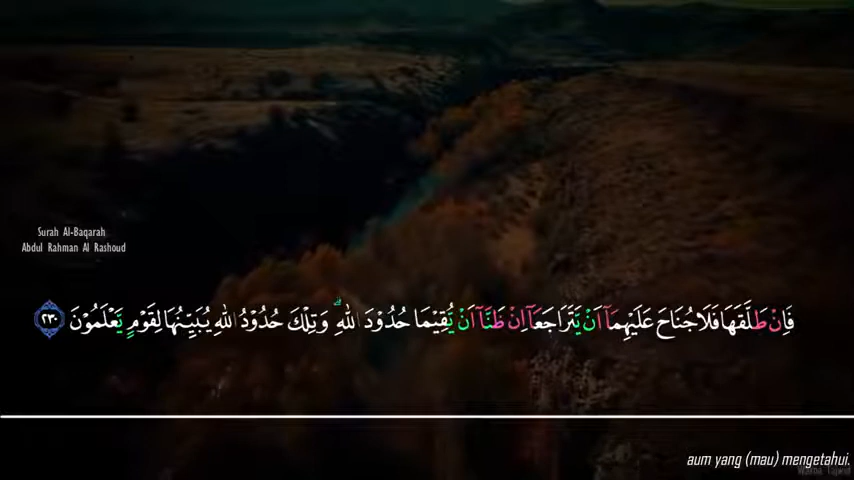 Surah Al-Baqarah
Abdul Rahman Al Rashoud
فَاِنْ طَلَّقَهَا فَلَا جُنَاحَ عَلَيْهِمَآ اَنْ يَّتَرَاجَعَآ اِنْ ظَنَّآ اَنْ يُّقِيْمَا حُدُوْدَ اللّٰهِ ۗ وَتِلْكَ حُدُوْدُ اللّٰهِ يُبَيِّنُهَا لِقَوْمٍ يَّعْلَمُوْنَ ٢٣٠
aum yang (mau) mengetahui.